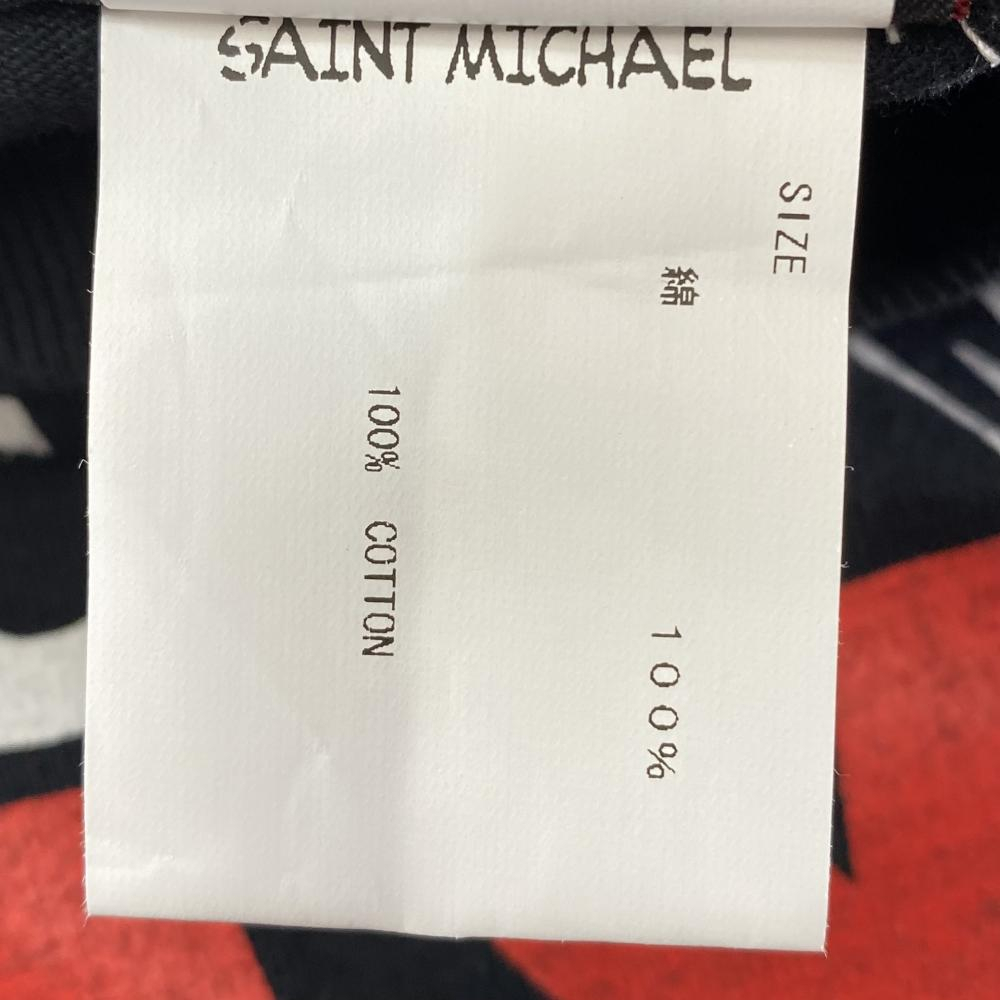 SAINT MICHAEL
SIZE
綿 100%
100% COTTON